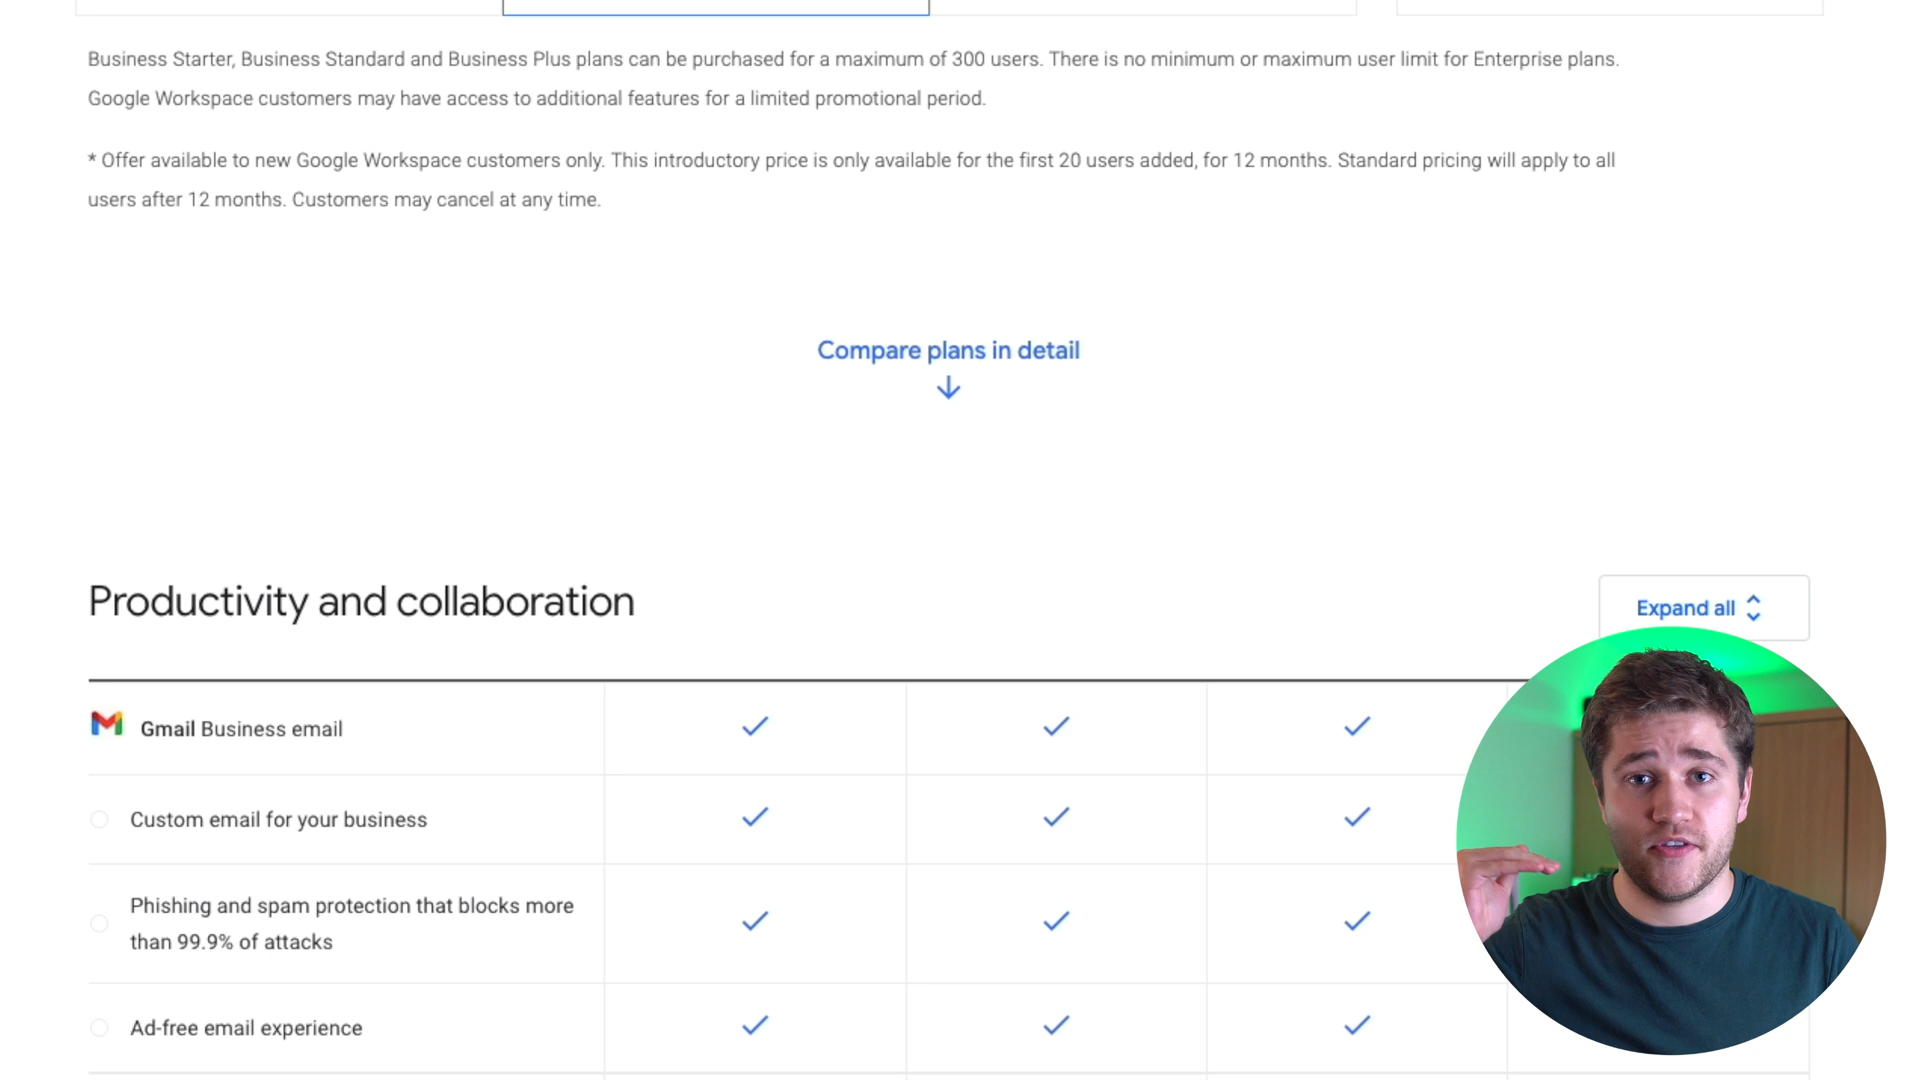 Business Starter, Business Standard and Business Plus plans can be purchased for a maximum of 300 users. There is no minimum or maximum user limit for Enterprise plans.
Google Workspace customers may have access to additional features for a limited promotional period.
* Offer available to new Google Workspace customers only. This introductory price is only available for the first 20 users added, for 12 months. Standard pricing will apply to all
users after 12 months. Customers may cancel at any time.
Compare plans in detail
Productivity and collaboration
Expand all
Gmail Business email
Custom email for your business
Phishing and spam protection that blocks more
than 99.9% of attacks
Ad-free email experience